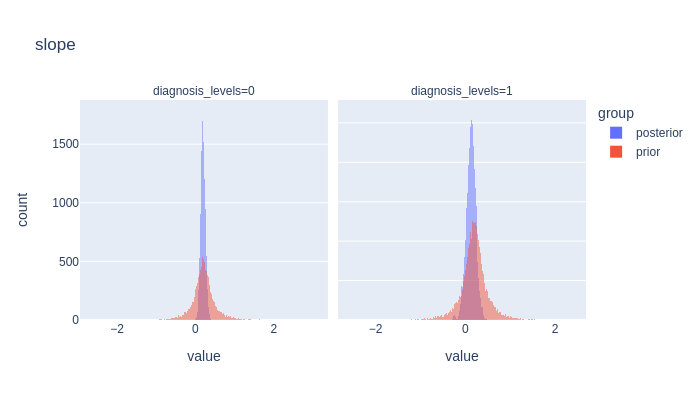 slope
diagnosis_levels=0
diagnosis_levels=1
group
posterior
prior
1500
1000
500
0
count
−2
0
2
−2
0
2
value
value